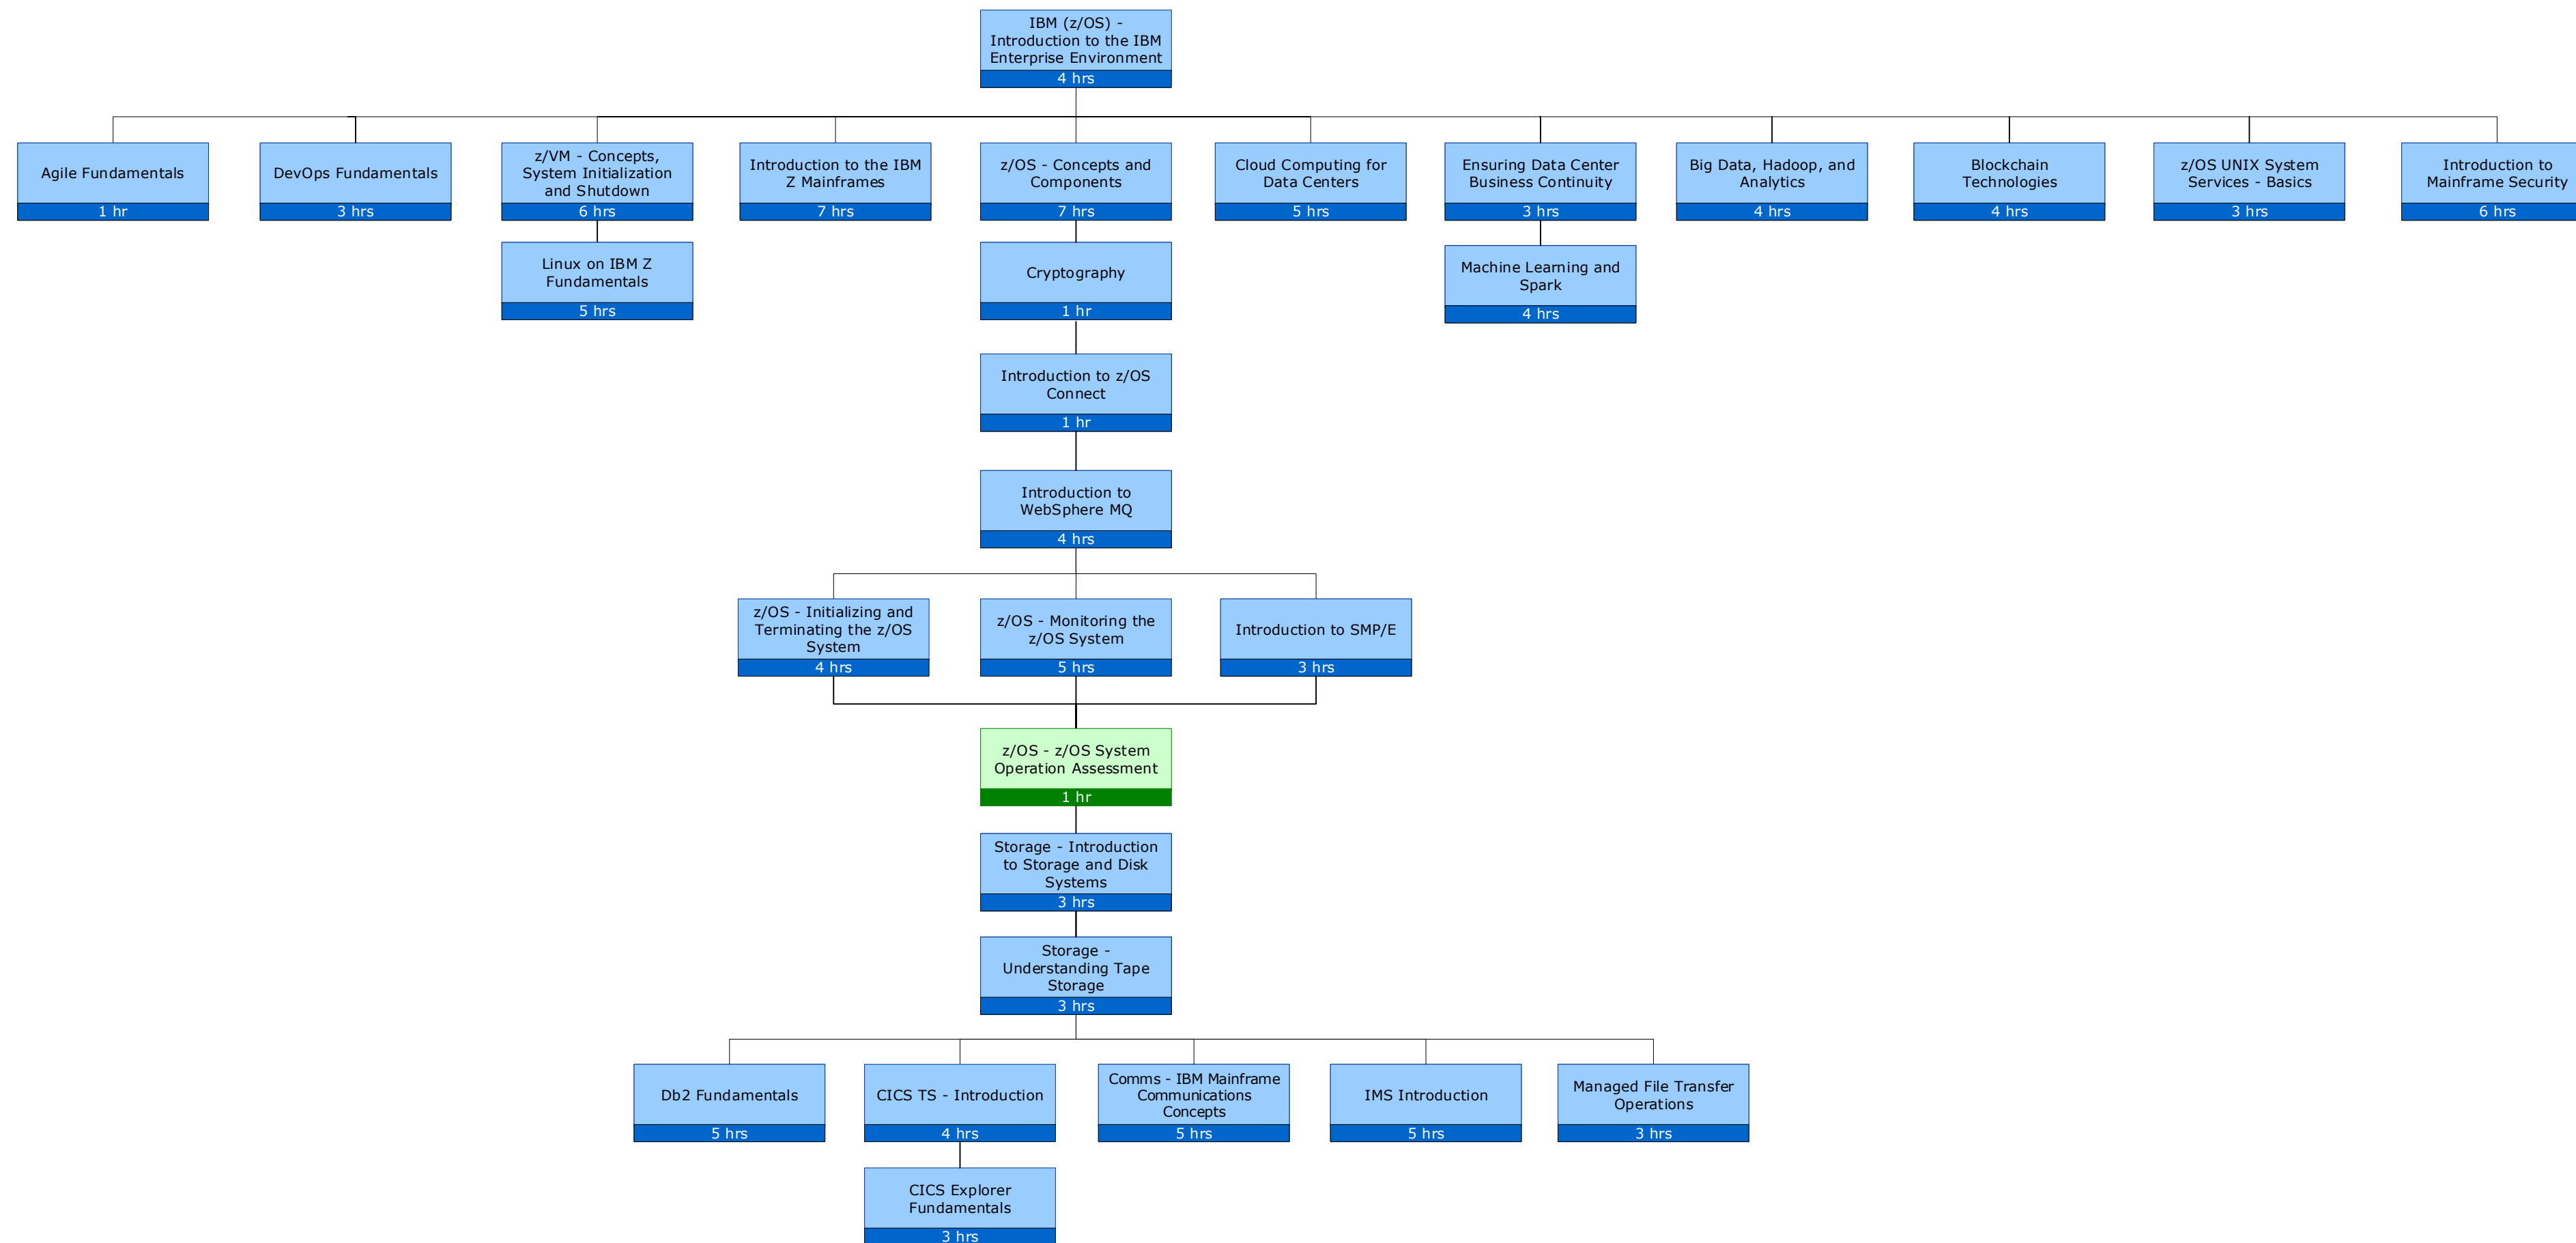 IBM (z/OS) -
Introduction to the IBM
Enterprise Environment
4 hrs
Agile Fundamentals
1 hr
DevOps Fundamentals
3 hrs
z/VM - Concepts,
System Initialization
and Shutdown
6 hrs
Introduction to the IBM
Z Mainframes
7 hrs
z/OS - Concepts and
Components
7 hrs
Cloud Computing for
Data Centers
5 hrs
Ensuring Data Center
Business Continuity
3 hrs
Big Data, Hadoop, and
Analytics
4 hrs
Blockchain
Technologies
4 hrs
z/OS UNIX System
Services - Basics
3 hrs
Introduction to
Mainframe Security
6 hrs
Linux on IBM Z
Fundamentals
5 hrs
Cryptography
1 hr
Machine Learning and
Spark
4 hrs
Introduction to z/OS
Connect
1 hr
Introduction to
WebSphere MQ
4 hrs
z/OS - Initializing and
Terminating the z/OS
System
4 hrs
z/OS - Monitoring the
z/OS System
5 hrs
Introduction to SMP/E
3 hrs
z/OS - z/OS System
Operation Assessment
1 hr
Storage - Introduction
to Storage and Disk
Systems
3 hrs
Storage -
Understanding Tape
Storage
3 hrs
Db2 Fundamentals
5 hrs
CICS TS - Introduction
4 hrs
Comms - IBM Mainframe
Communications
Concepts
5 hrs
IMS Introduction
5 hrs
Managed File Transfer
Operations
3 hrs
CICS Explorer
Fundamentals
3 hrs